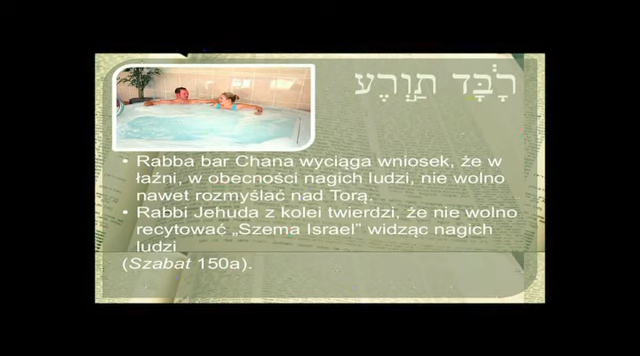 רָבָּד תַוְרֶע
• Rabba bar Chana wyciąga wniosek, że w
łaźni, w obecności nagich ludzi, nie wolno
nawet rozmyślać nad Torą.
• Rabbi Jehuda z kolei twierdzi, że nie wolno
recytować „Szema Israel” widząc nagich
ludzi
(Szabat 150a).